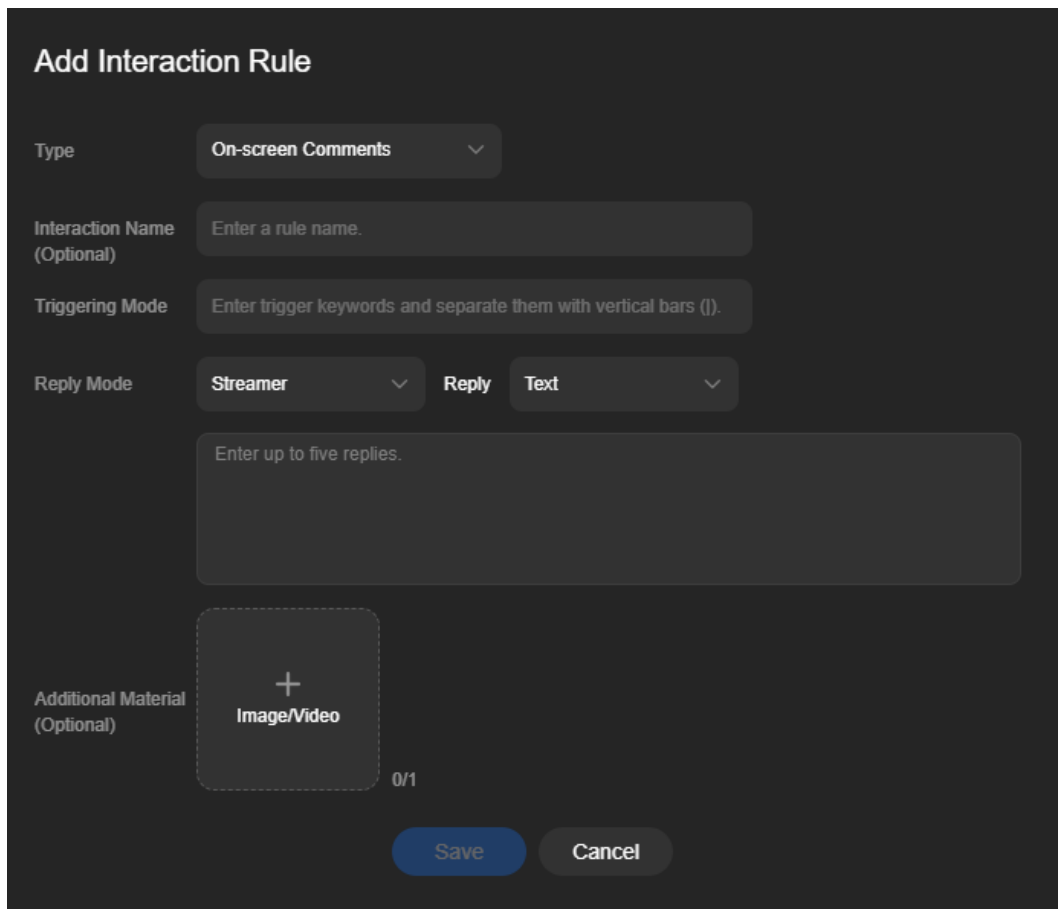 Add Interaction Rule
Type
On-screen Comments
Interaction Name
(Optional)
Enter a rule name.
Triggering Mode
Enter trigger keywords and separate them with vertical bars (|).
Reply Mode
Streamer
Reply
Text
Enter up to five replies.
Additional Material
(Optional)
Image/Video
0/1
Save
Cancel